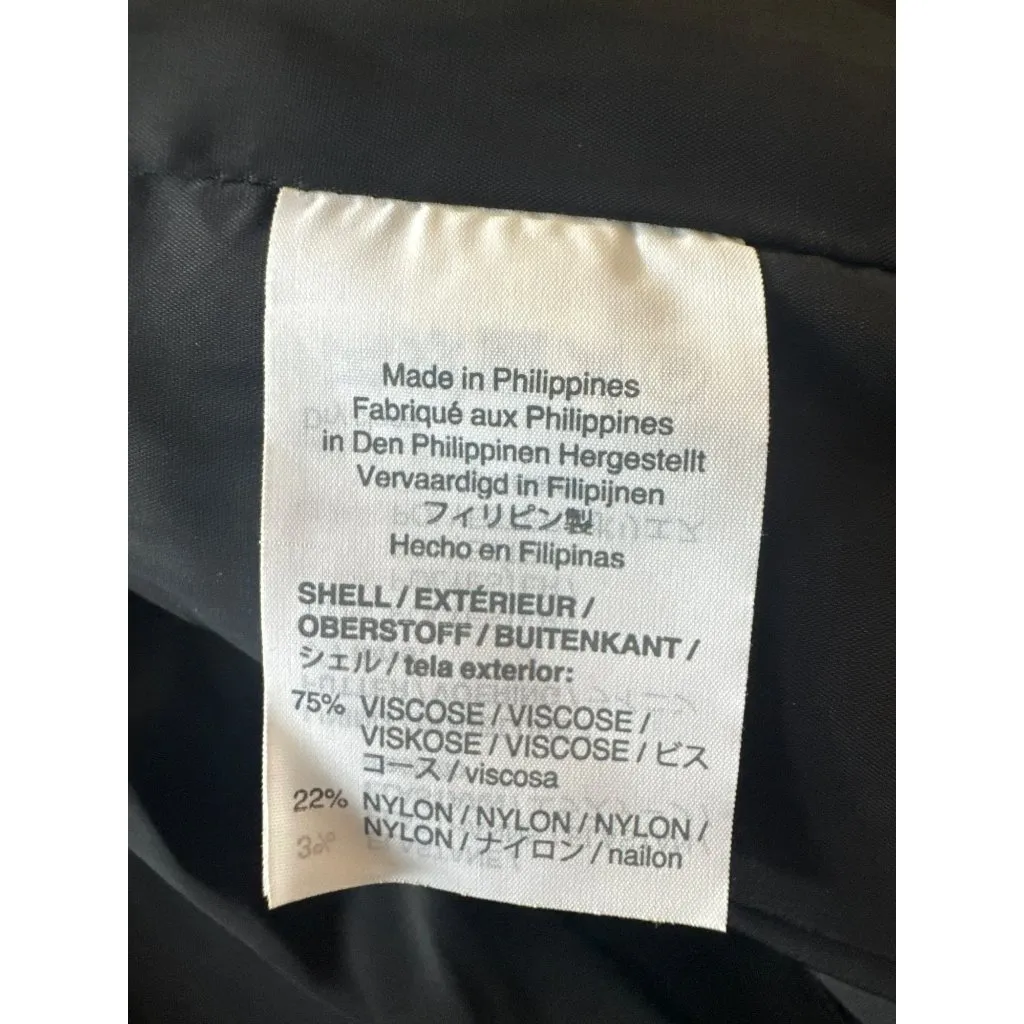 Made in Philippines
Fabriqué aux Philippines
in Den Philippinen Hergestellt
Vervaardigd in Filipijnen
フィリピン製
Hecho en Filipinas
SHELL / EXTÉRIEUR /
OBERSTOFF / BUITENKANT /
シェル / tela exterior:
75% VISCOSE / VISCOSE /
VISKOSE / VISCOSE / ビス
コース / viscosa
22% NYLON / NYLON / NYLON /
NYLON / ナイロン / nailon